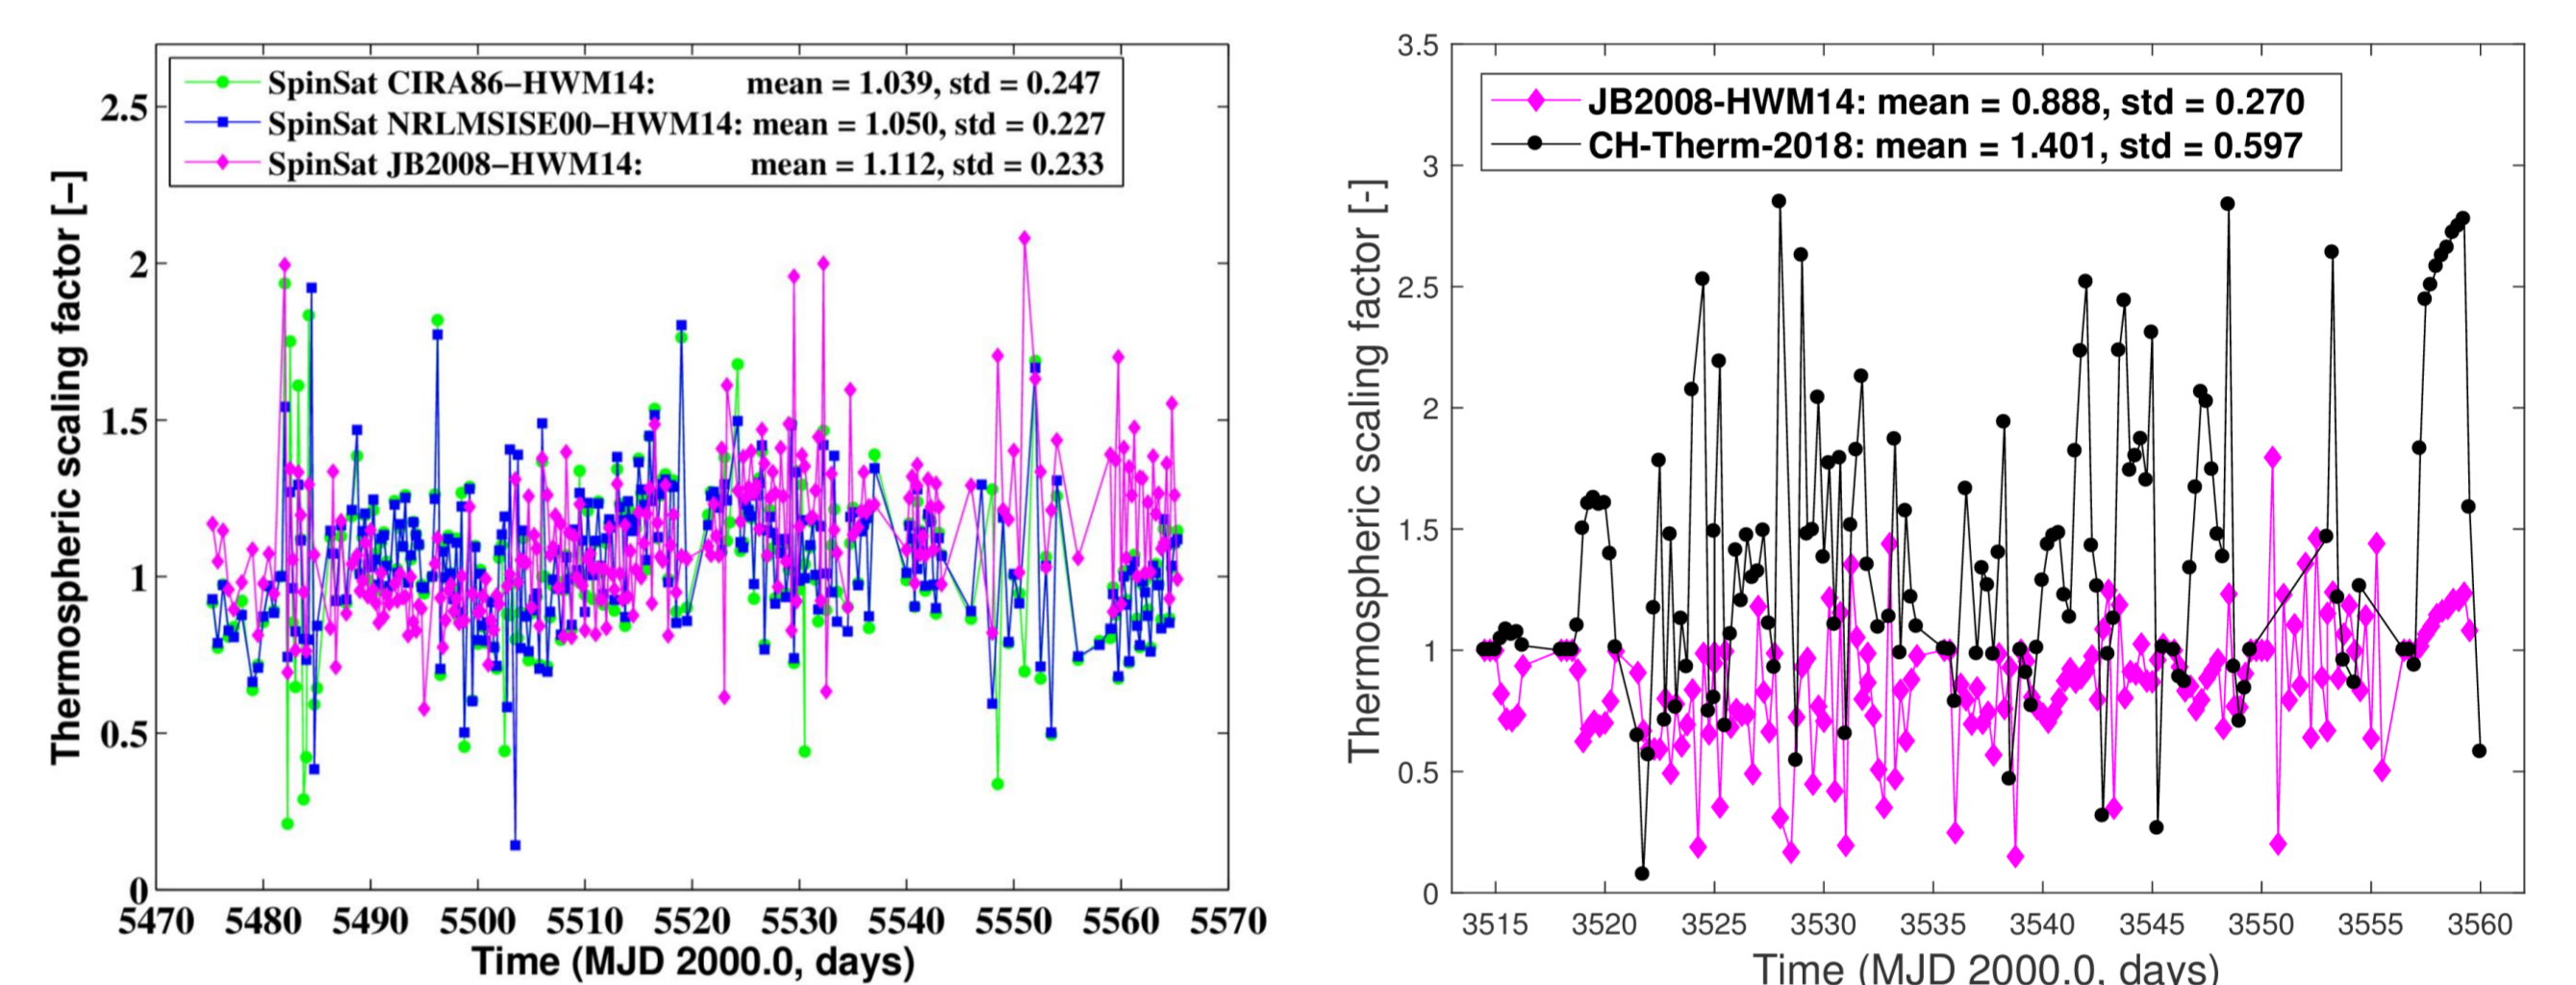 SpinSat CIRA86−HWM14: mean = 1.039, std = 0.247
SpinSat NRLMSISE00−HWM14: mean = 1.050, std = 0.227
SpinSat JB2008−HWM14: mean = 1.112, std = 0.233
Thermospheric scaling factor [−]
2.5
2
1.5
1
0.5
0
5470 5480 5490 5500 5510 5520 5530 5540 5550 5560 5570
Time (MJD 2000.0, days)
JB2008-HWM14: mean = 0.888, std = 0.270
CH-Therm-2018: mean = 1.401, std = 0.597
Thermospheric scaling factor [-]
3.5
3
2.5
2
1.5
1
0.5
0
3515 3520 3525 3530 3535 3540 3545 3550 3555 3560
Time (MJD 2000.0, days)